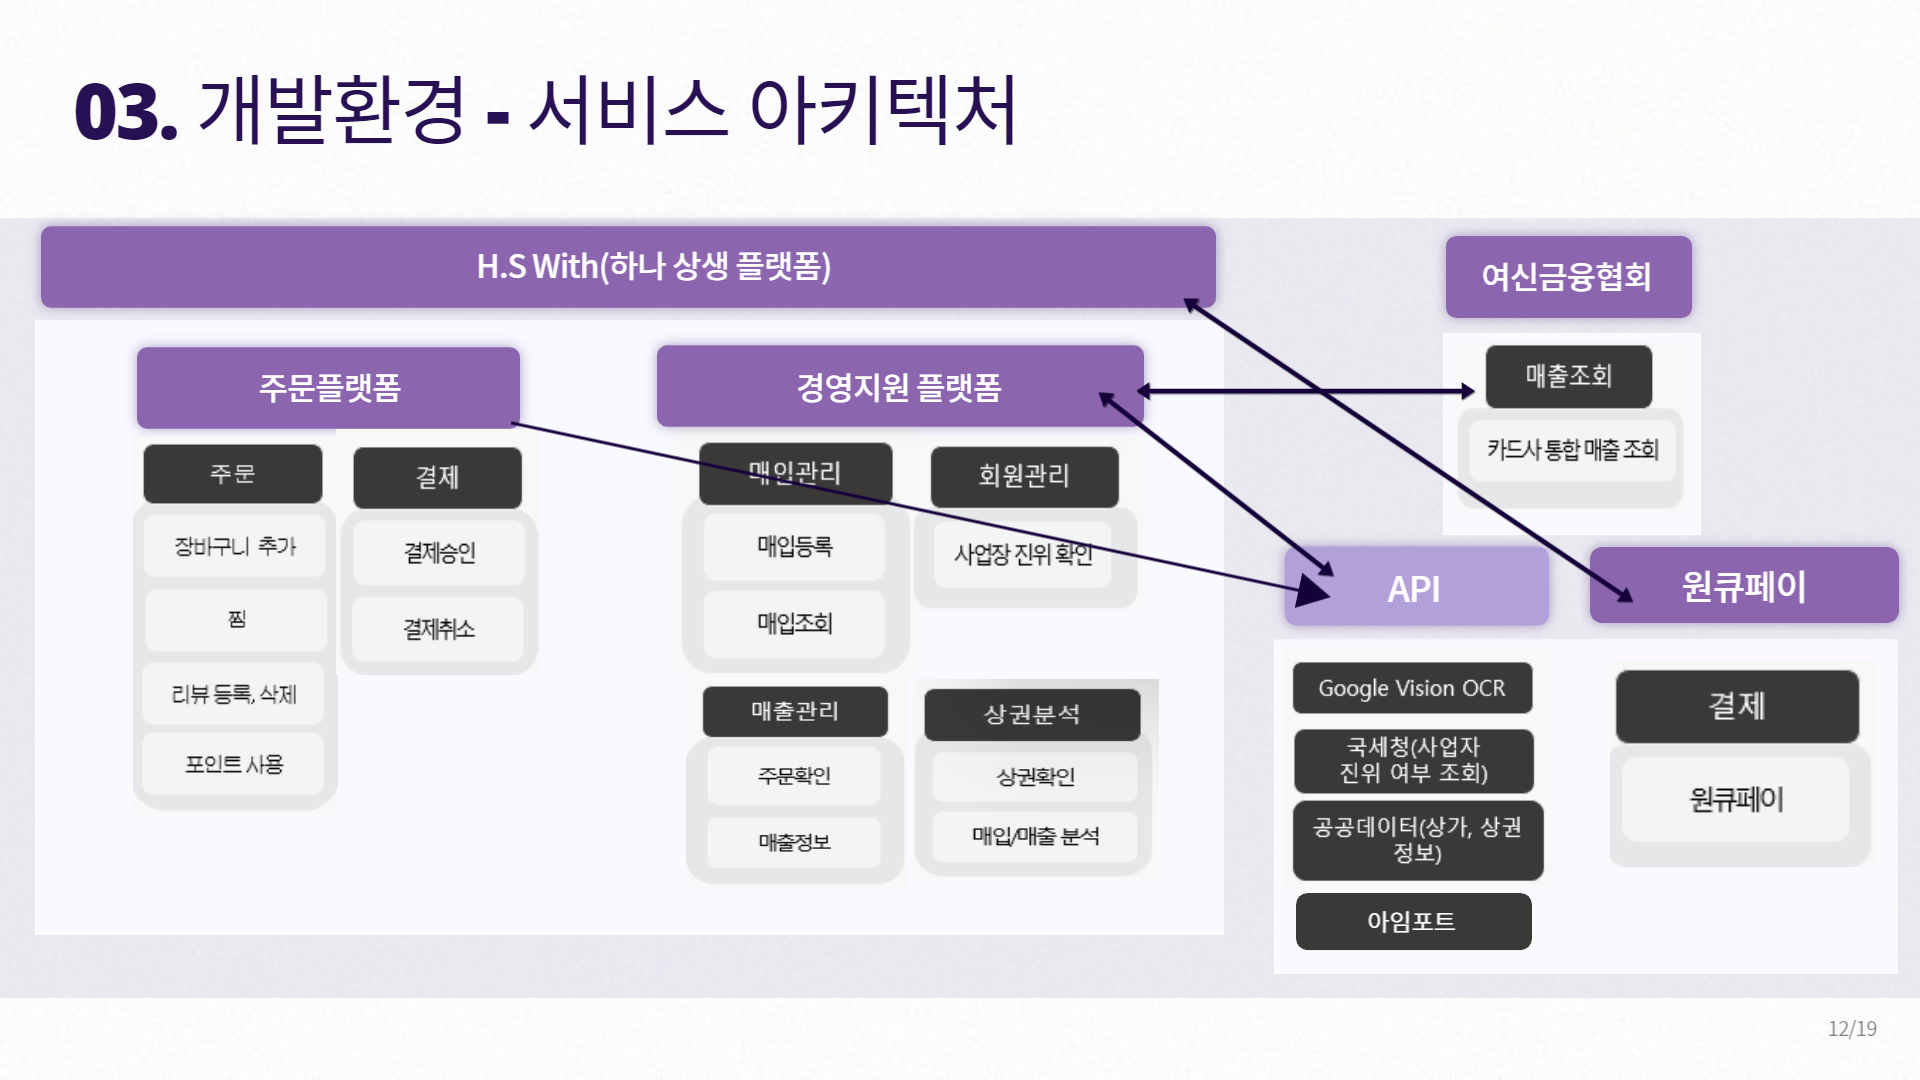 03. 개발환경 - 서비스 아키텍처
H.S With(하나 상생 플랫폼)
주문플랫폼
주문
장바구니 추가
찜
리뷰 등록, 삭제
포인트 사용
결제
결제승인
결제취소
경영지원 플랫폼
매입관리
매입등록
매입조회
회원관리
사업장 진위 확인
매출관리
주문확인
매출정보
상권분석
상권확인
매입/매출 분석
여신금융협회
매출조회
카드사 통합 매출 조회
API
Google Vision OCR
국세청(사업자
진위 여부 조회)
공공데이터(상가, 상권
정보)
아임포트
원큐페이
결제
원큐페이
12/19